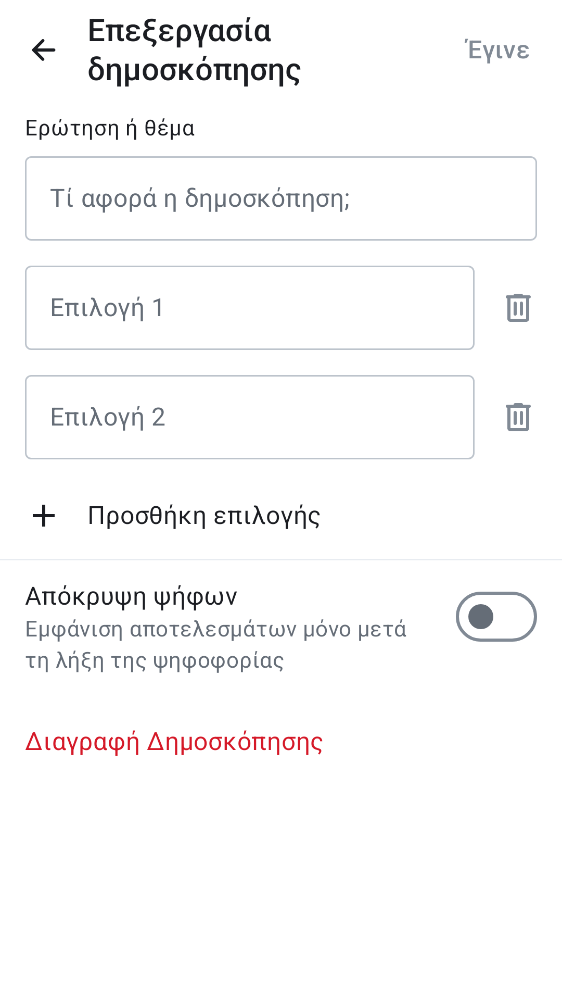 Επεξεργασία
δημοσκόπησης
Έγινε
Ερώτηση ή θέμα
Τί αφορά η δημοσκόπηση;
Επιλογή 1
Επιλογή 2
Προσθήκη επιλογής
Απόκρυψη ψήφων
Εμφάνιση αποτελεσμάτων μόνο μετά
τη λήξη της ψηφοφορίας
Διαγραφή Δημοσκόπησης